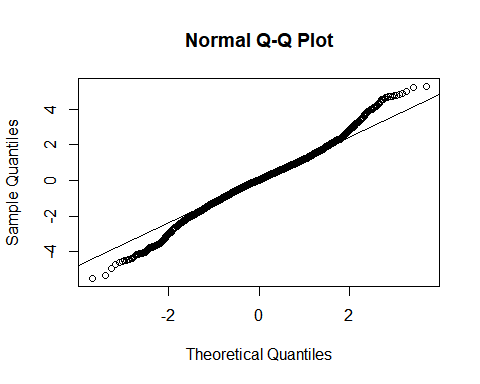 Normal Q-Q Plot
4
2
0
-2
-4
Sample Quantiles
-2 0 2
Theoretical Quantiles